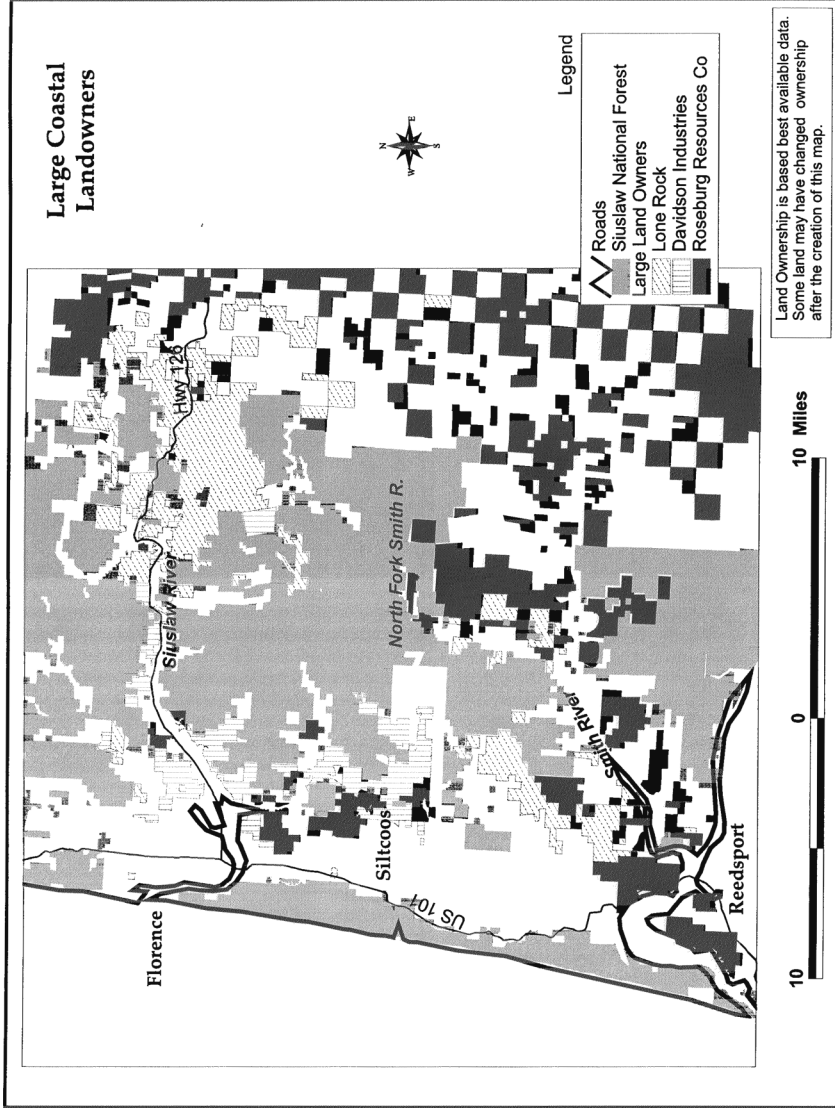 Large Coastal
Landowners
N
W
E
S
Hwy 126
Siuslaw River
North Fork Smith R.
Smith River
Florence
Siltcoos
US 101
Reedsport
Legend
Roads
Siuslaw National Forest
Large Land Owners
Lone Rock
Davidson Industries
Roseburg Resources Co
10
0
10 Miles
Land Ownership is based best available data.
Some land may have changed ownership
after the creation of this map.